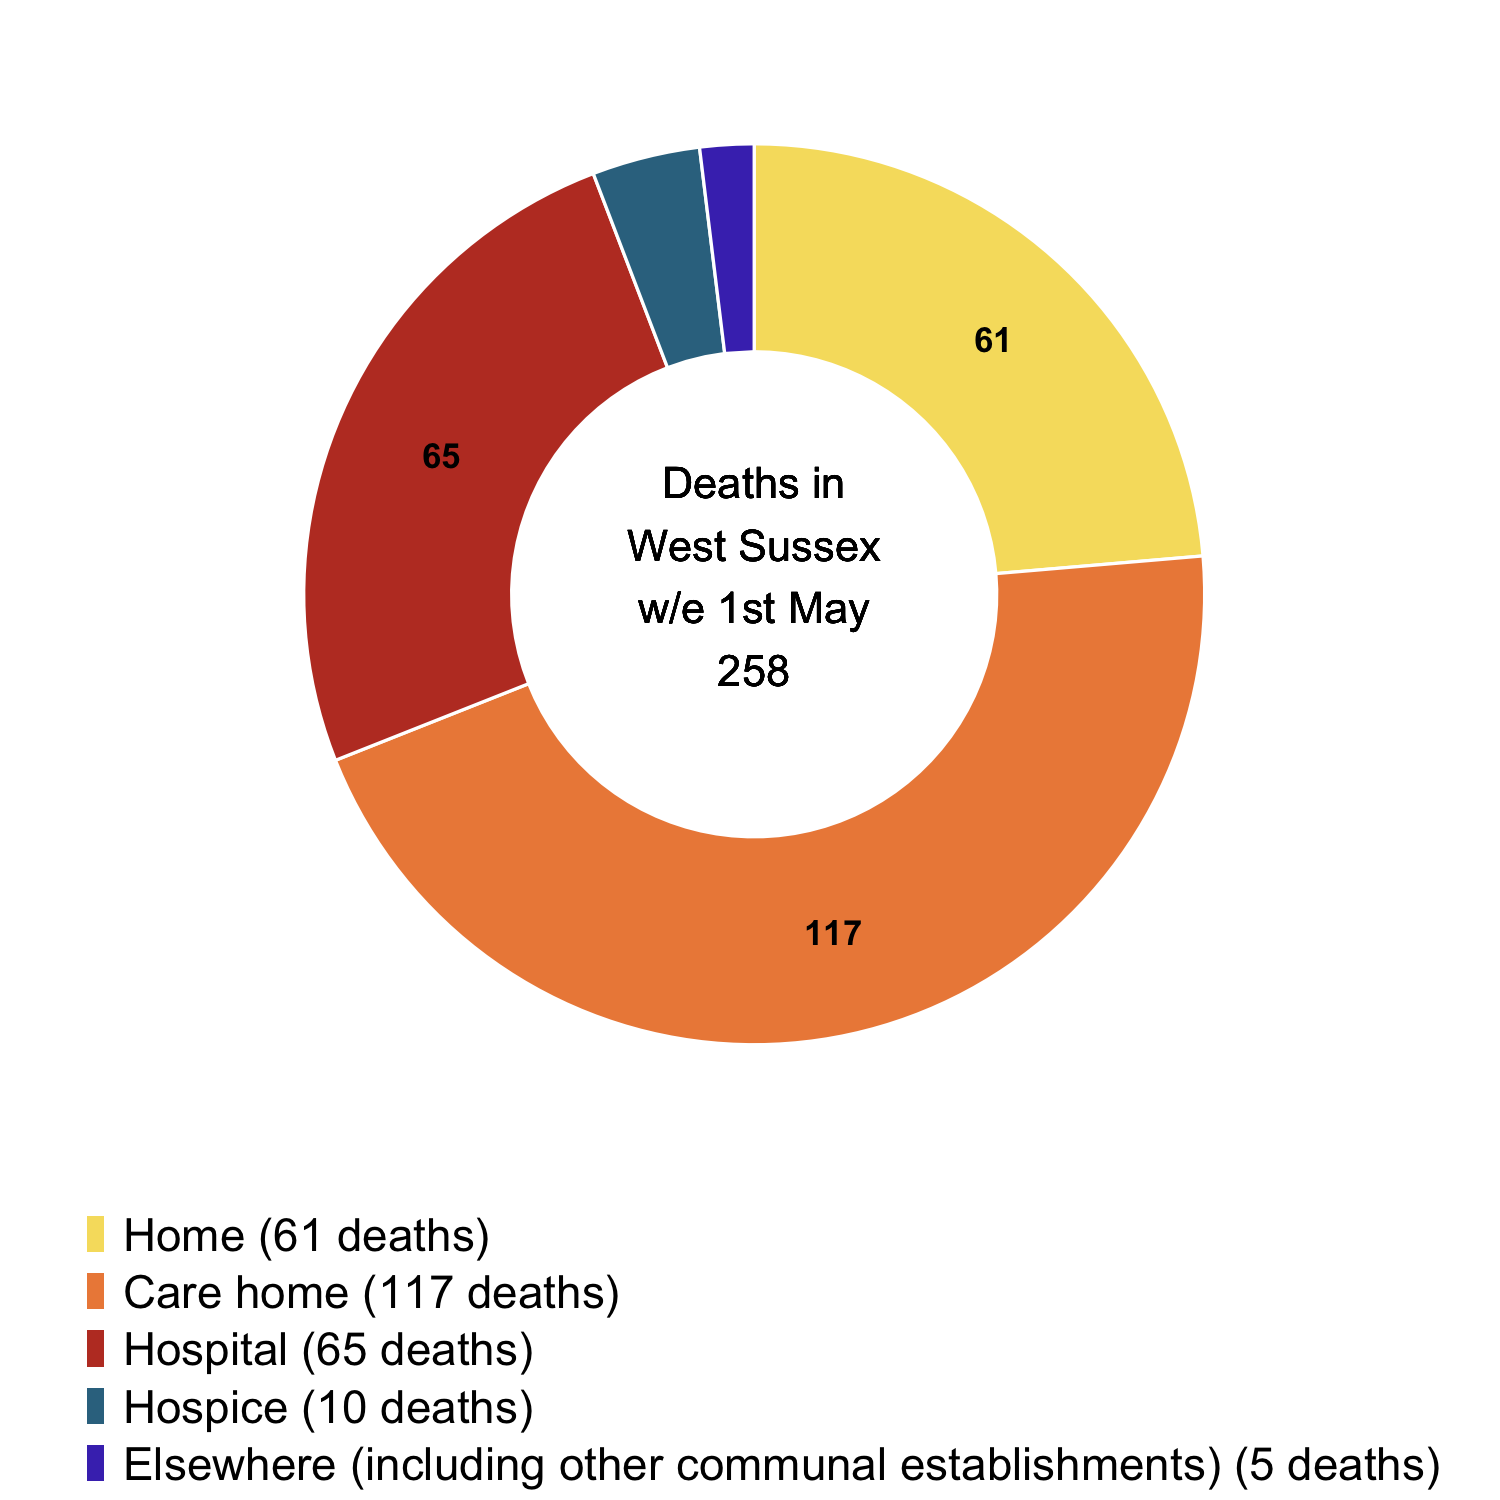 61
65
Deaths in
West Sussex
w/e 1st May
258
117
Home (61 deaths)
Care home (117 deaths)
Hospital (65 deaths)
Hospice (10 deaths)
Elsewhere (including other communal establishments) (5 deaths)